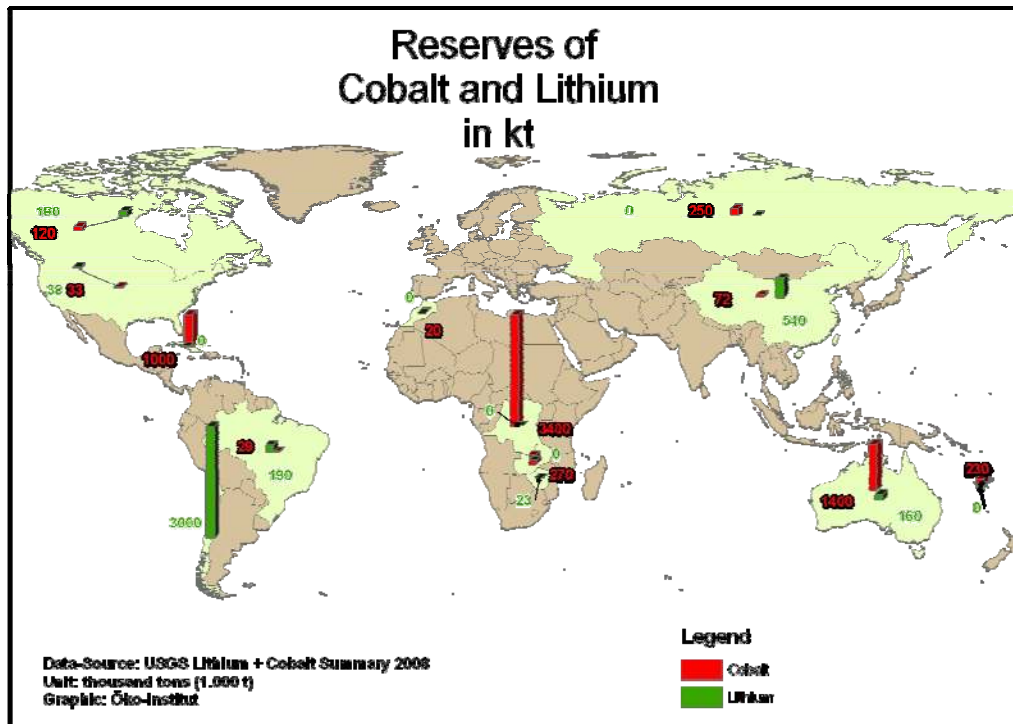 Reserves of
Cobalt and Lithium
in kt
180
120
38 33
0
1000
29
190
3000
0
20
0
3400
0
270
23
0
250
72
540
1400
160
230
0
Legend
Cobalt
Lithium
Data-Source: USGS Lithium + Cobalt Summary 2008
Unit: thousand tons (1.000 t)
Graphic: Öko-Institut